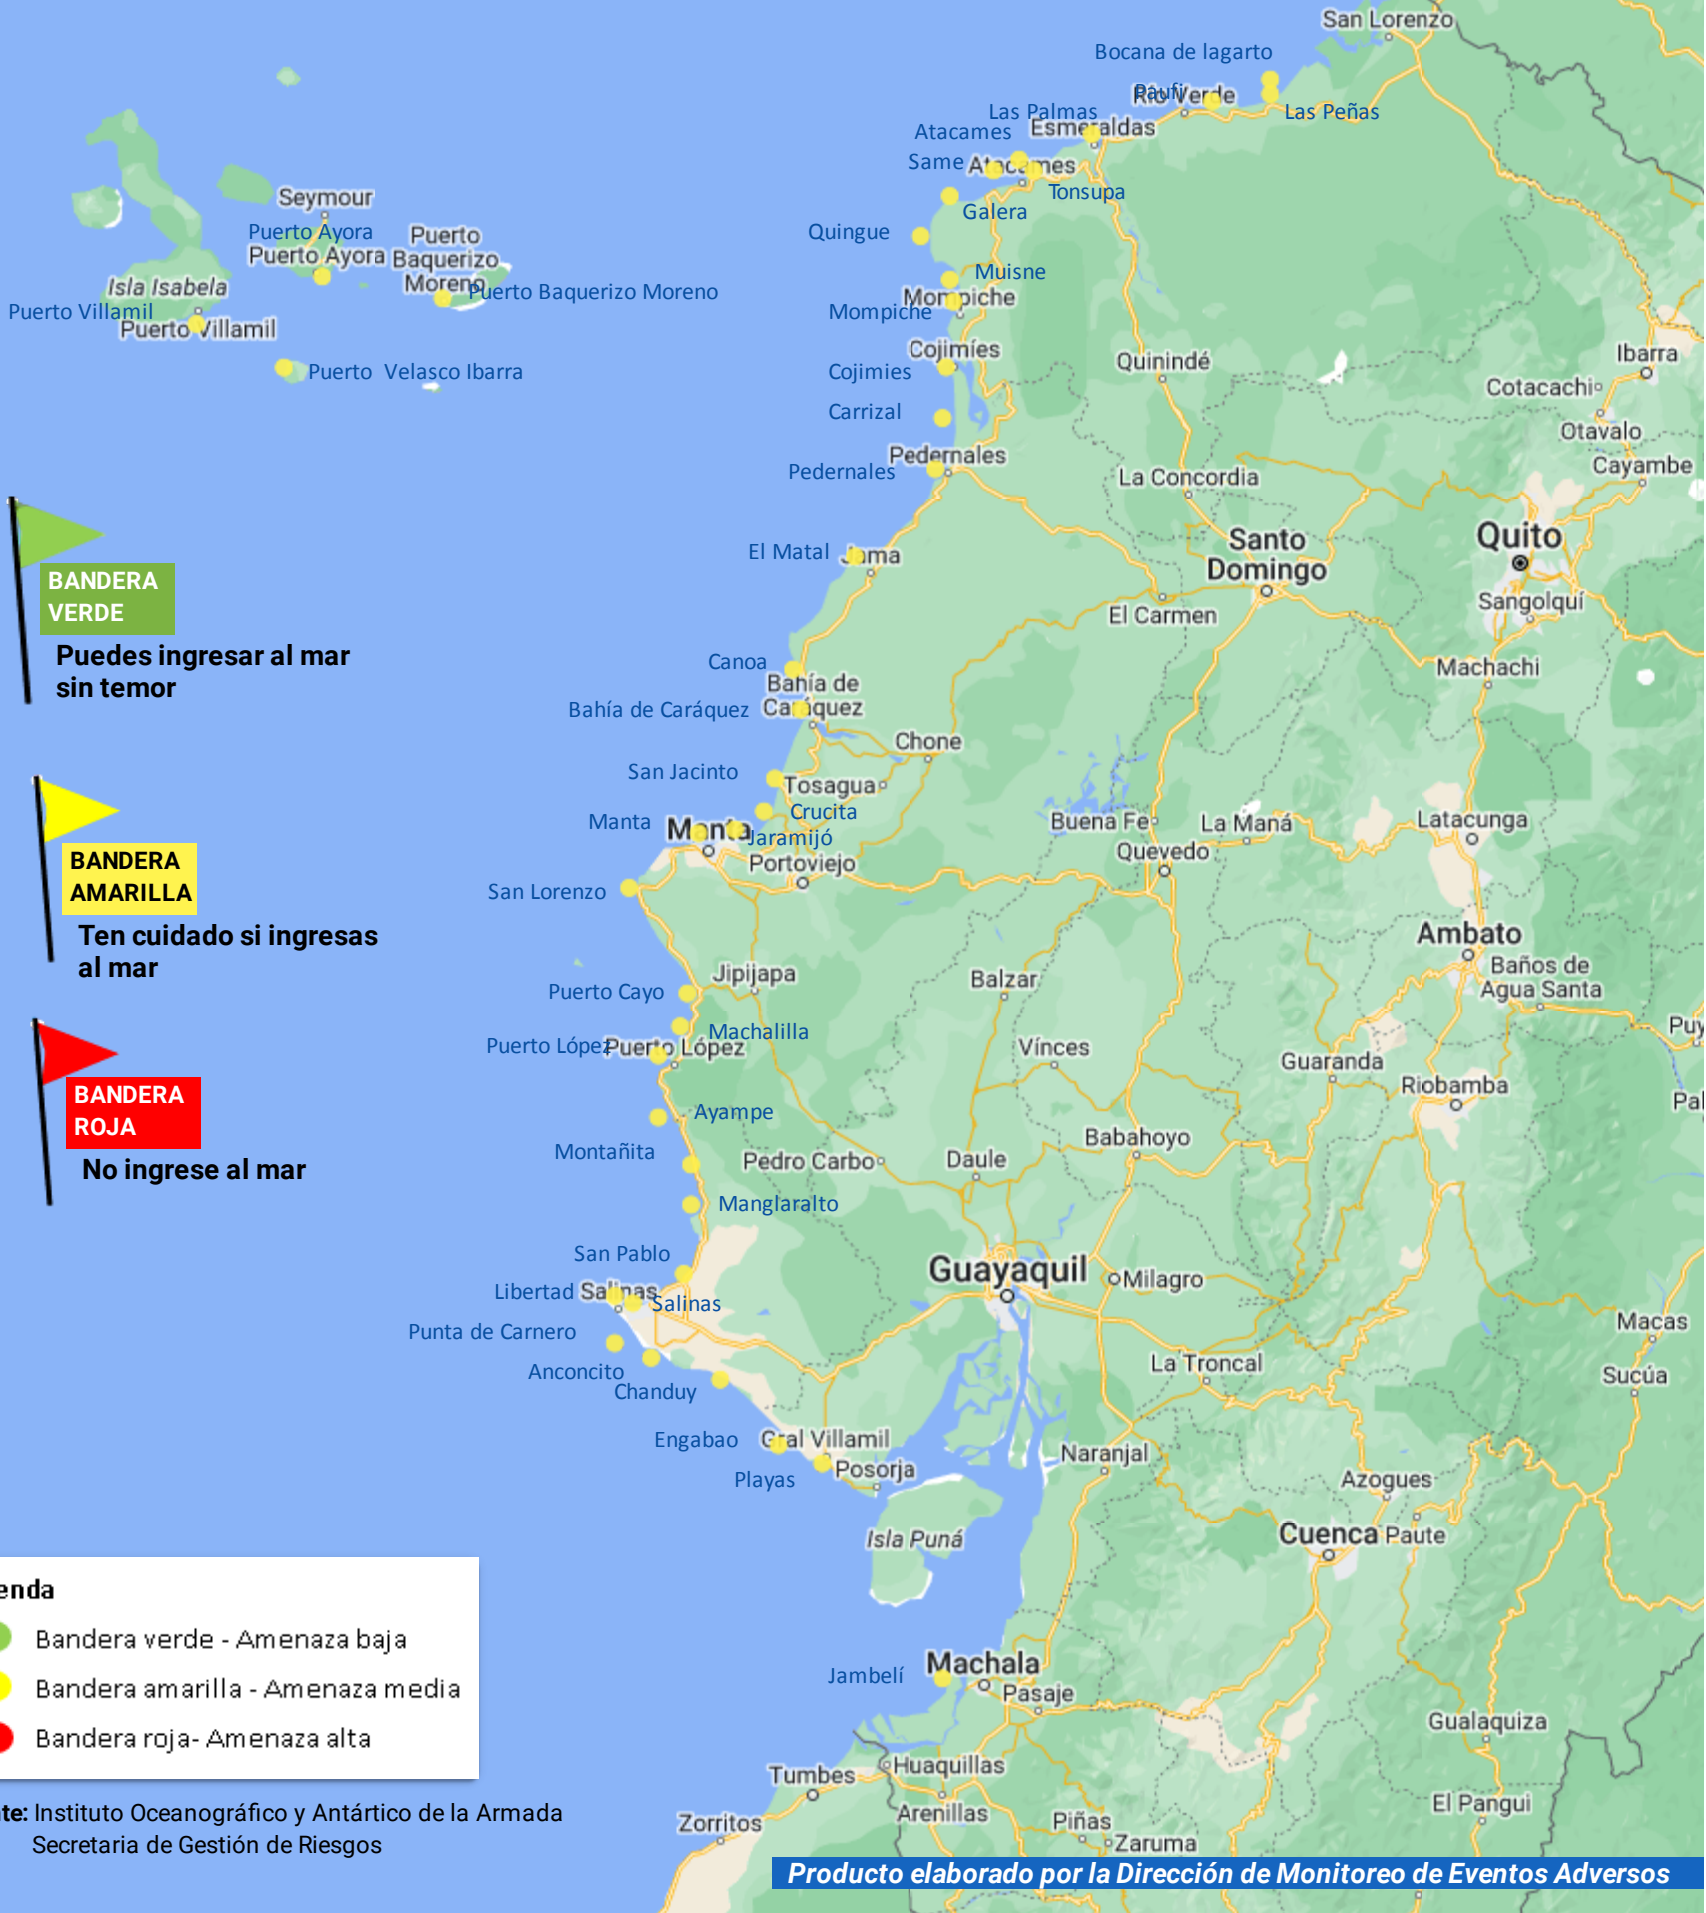 San Lorenzo
Bocana de lagarto
Río Verde
Las Palmas
Las Peñas
Atacames
Esmeraldas
Same
Atacames
Tonsupa
Galera
Quingue
Muisne
Mompiche
Mompiche
Cojimíes
Cojimies
Carrizal
Pedernales
Pedernales
El Matal
Jama
Canoa
Bahía de
Caráquez
Bahía de Caráquez
Chone
San Jacinto
Tosagua
Crucita
Manta
Manta
Jaramijó
Portoviejo
San Lorenzo
Jipijapa
Puerto Cayo
Machalilla
Puerto López
Puerto López
Ayampe
Montañita
Manglaralto
San Pablo
Libertad
Salinas
Salinas
Punta de Carnero
Anconcito
Chanduy
Engabao
Gral Villamil
Playas
Posorja
Isla Puná
Jambelí
Machala
Pasaje
Huaquillas
Tumbes
Arenillas
Zorritos
Piñas
Zaruma
Seymour
Puerto Ayora
Puerto Ayora
Puerto
Baquerizo
Moreno
Puerto Baquerizo Moreno
Isla Isabela
Puerto Villamil
Puerto Villamil
Puerto Velasco Ibarra
Quinindé
Ibarra
Cotacachi
Otavalo
Cayambe
La Concordia
Santo
Domingo
Quito
Sangolquí
El Carmen
Machachi
Buena Fe
La Maná
Latacunga
Quevedo
Ambato
Baños de
Agua Santa
Balzar
Vínces
Puy
Guaranda
Riobamba
Pal
Babahoyo
Pedro Carbo
Daule
Guayaquil
Milagro
Macas
La Troncal
Sucúa
Naranjal
Azogues
Cuenca
Paute
Gualaquiza
El Pangui
BANDERA
VERDE
Puedes ingresar al mar
sin temor
BANDERA
AMARILLA
Ten cuidado si ingresas
al mar
BANDERA
ROJA
No ingrese al mar
enda
Bandera verde - Amenaza baja
Bandera amarilla - Amenaza media
Bandera roja- Amenaza alta
te: Instituto Oceanográfico y Antártico de la Armada
Secretaria de Gestión de Riesgos
Producto elaborado por la Dirección de Monitoreo de Eventos Adversos